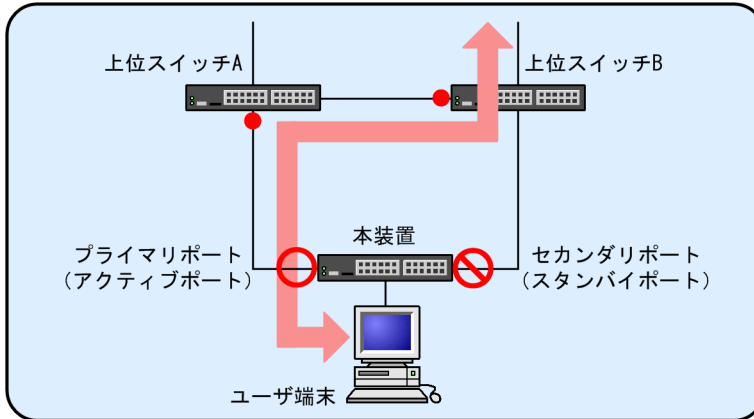 上位スイッチA
上位スイッチB
本装置
プライマリポート
（アクティブポート）
セカンダリポート
（スタンバイポート）
ユーザ端末